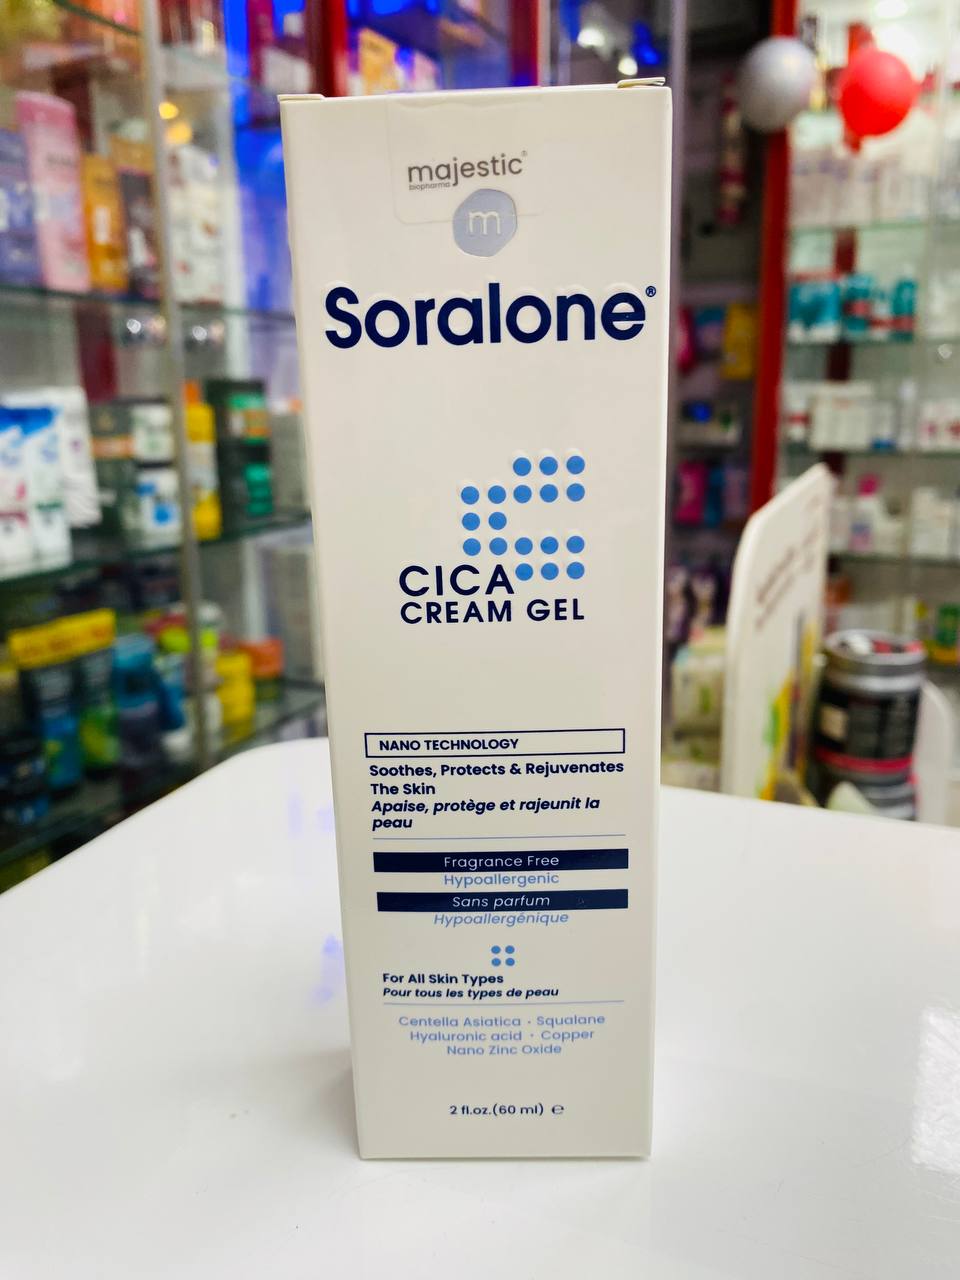 majestic®
biopharma
m
Soralone®
CICA
CREAM GEL
NANO TECHNOLOGY
Soothes, Protects & Rejuvenates
The Skin
Apaise, protège et rajeunit la
peau
Fragrance Free
Hypoallergenic
Sans parfum
Hypoallergénique
For All Skin Types
Pour tous les types de peau
Centella Asiatica • Squalane
Hyaluronic acid • Copper
Nano Zinc Oxide
2 fl.oz.(60 ml) ℮